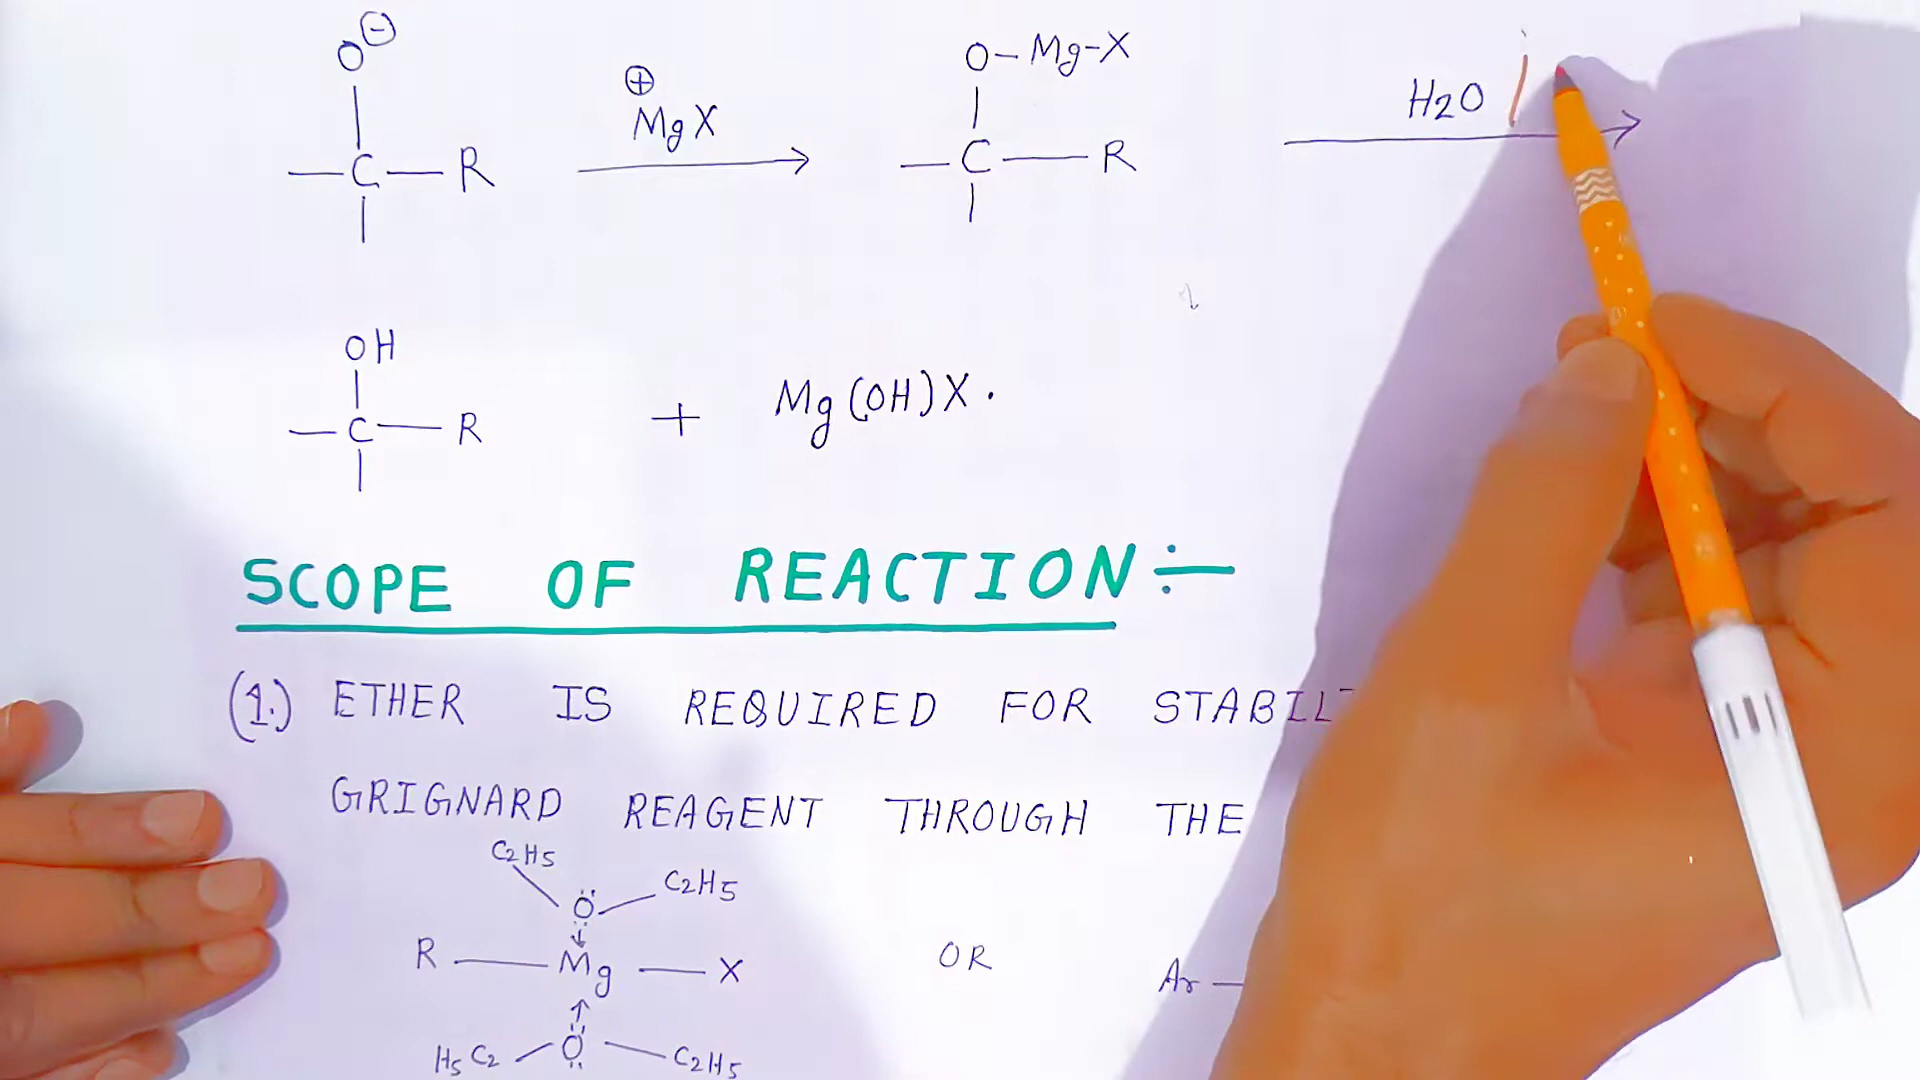 O⊖
—C—R
⊕
MgX
O-Mg-X
—C—R
H2O
OH
—C—R
+ Mg(OH)X.
SCOPE OF REACTION:-
(1.) ETHER IS REQUIRED FOR
GRIGNARD REAGENT THROUGH THE
C2H5
Ö C2H5
R—Mg—X OR Ar—
H5C2—Ö—C2H5